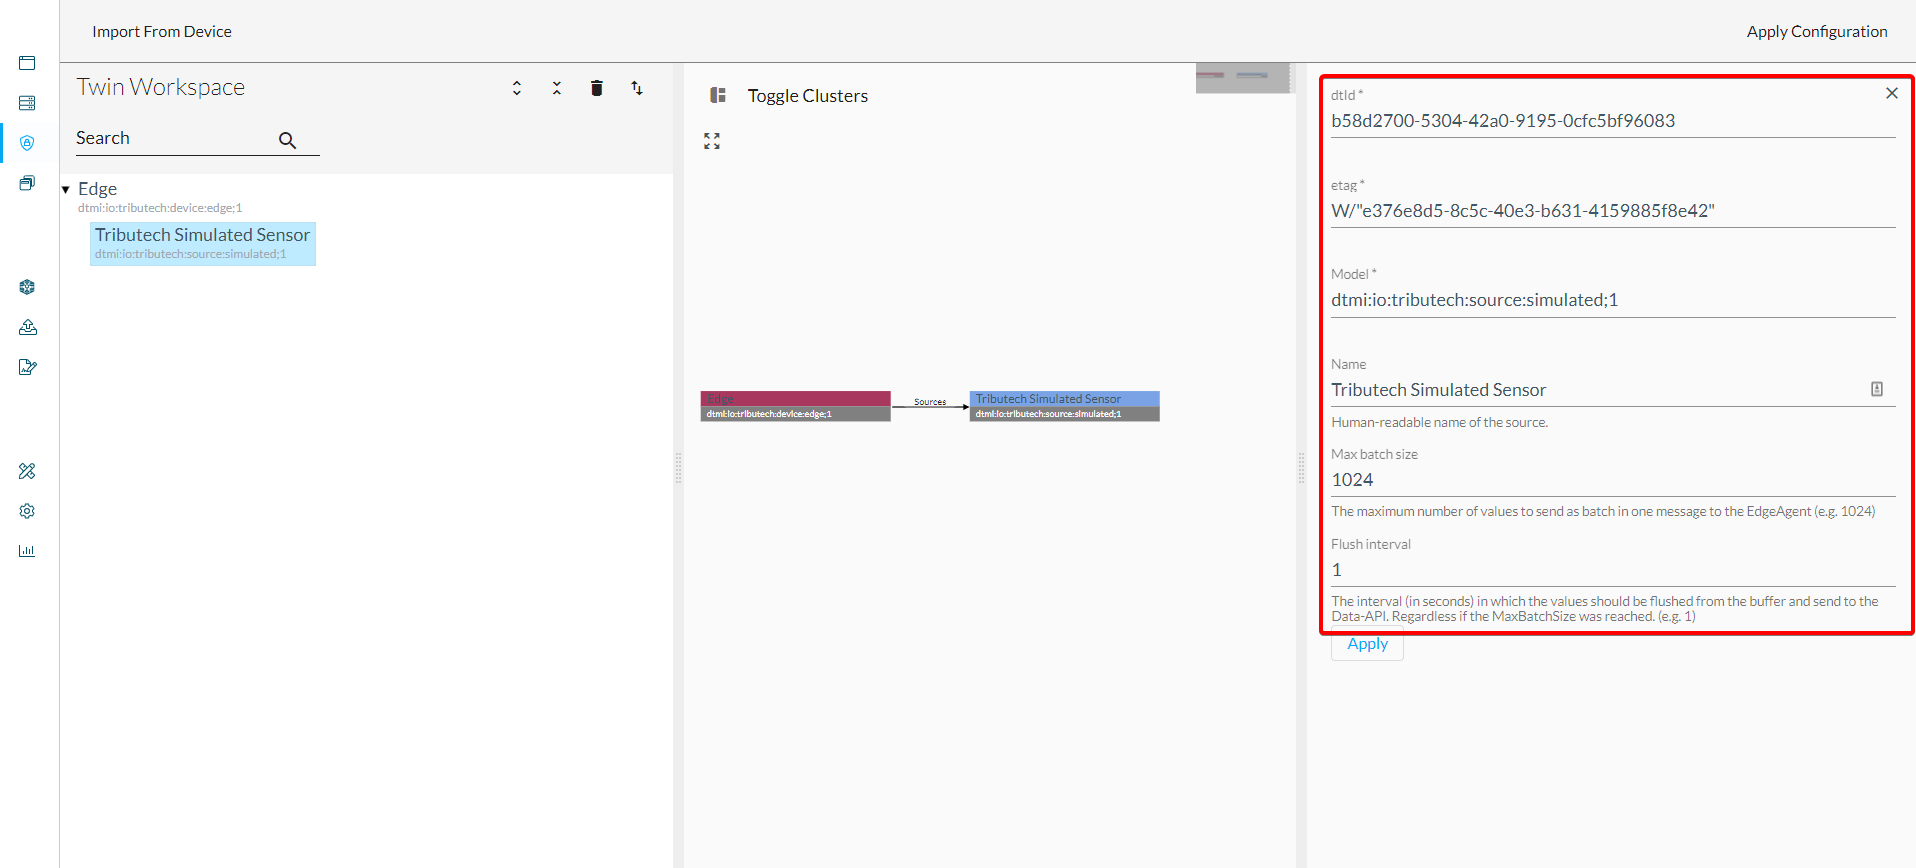 Import From Device
Apply Configuration
Twin Workspace
Search
Edge
dtmi:io:tributech:device:edge;1
Tributech Simulated Sensor
dtmi:io:tributech:source:simulated;1
Toggle Clusters
Edge
dtmi:io:tributech:device:edge;1
Sources
Tributech Simulated Sensor
dtmi:io:tributech:source:simulated;1
dtId *
b58d2700-5304-42a0-9195-0cfc5bf96083
etag *
W/"e376e8d5-8c5c-40e3-b631-4159885f8e42"
Model *
dtmi:io:tributech:source:simulated;1
Name
Tributech Simulated Sensor
Human-readable name of the source.
Max batch size
1024
The maximum number of values to send as batch in one message to the EdgeAgent (e.g. 1024)
Flush interval
1
The interval (in seconds) in which the values should be flushed from the buffer and send to the
Data-API. Regardless if the MaxBatchSize was reached. (e.g. 1)
Apply